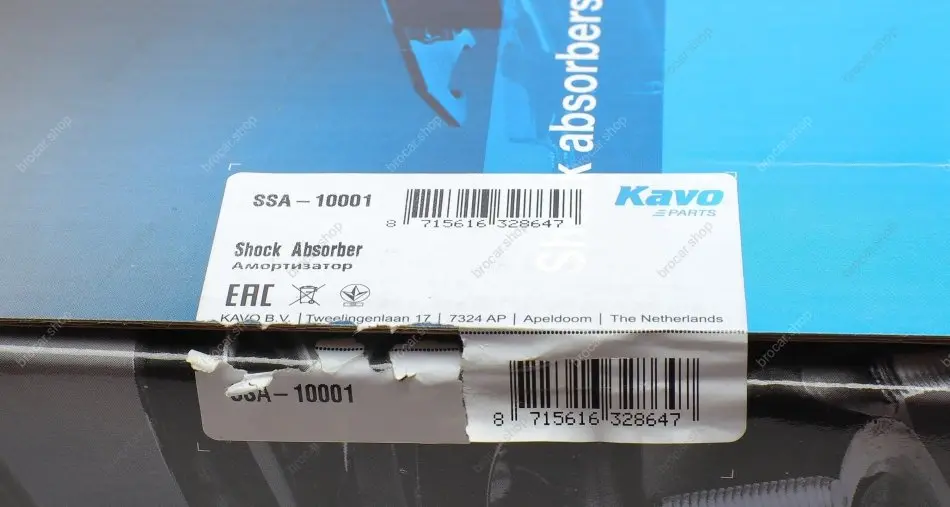 Shock absorbers
SSA – 10001
8 715616 328647
Kavo
PARTS
Shock Absorber
Амортизатор
EAC
KAVO B.V. | Tweelingenlaan 17 | 7324 AP | Apeldoorn | The Netherlands
SSA – 10001
8 715616 328647
brocar.shop